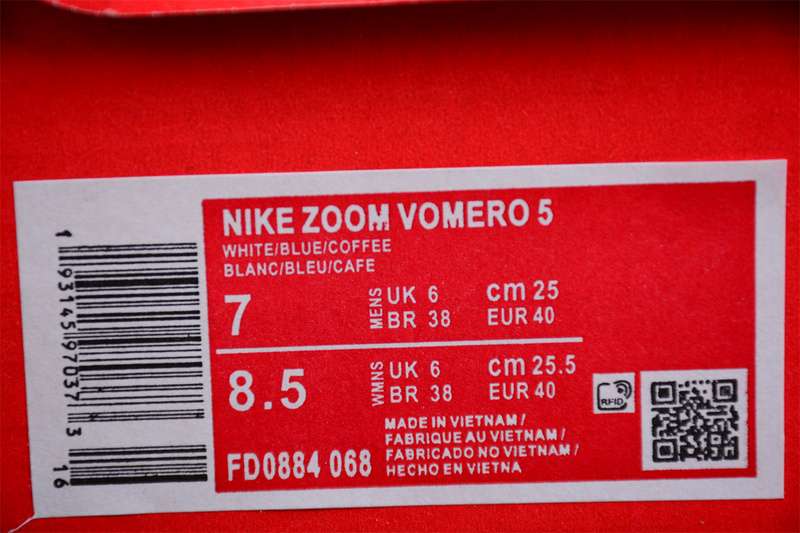 NIKE ZOOM VOMERO 5
WHITE/BLUE/COFFEE
BLANC/BLEU/CAFE
7 MENS UK 6 cm 25
BR 38 EUR 40
8.5 WMNS UK 6 cm 25.5
BR 38 EUR 40
MADE IN VIETNAM/
FABRIQUE AU VIETNAM/
FABRICADO NO VIETNAM/
HECHO EN VIETNA
FD0884 068
RFID
1 93145 97037 3 16